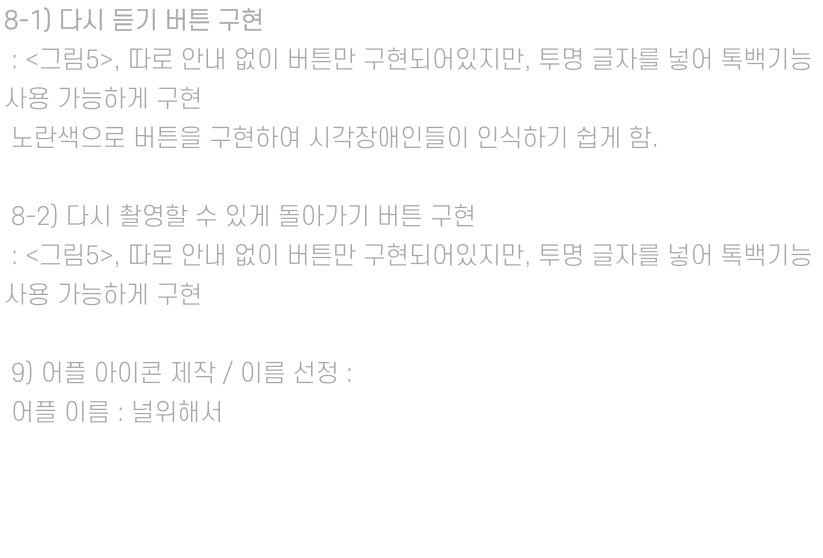 8-1) 다시 듣기 버튼 구현
: <그림5>, 따로 안내 없이 버튼만 구현되어있지만, 투명 글자를 넣어 톡백기능
사용 가능하게 구현
노란색으로 버튼을 구현하여 시각장애인들이 인식하기 쉽게 함.
8-2) 다시 촬영할 수 있게 돌아가기 버튼 구현
: <그림5>, 따로 안내 없이 버튼만 구현되어있지만, 투명 글자를 넣어 톡백기능
사용 가능하게 구현
9) 어플 아이콘 제작 / 이름 선정 :
어플 이름 : 널위해서